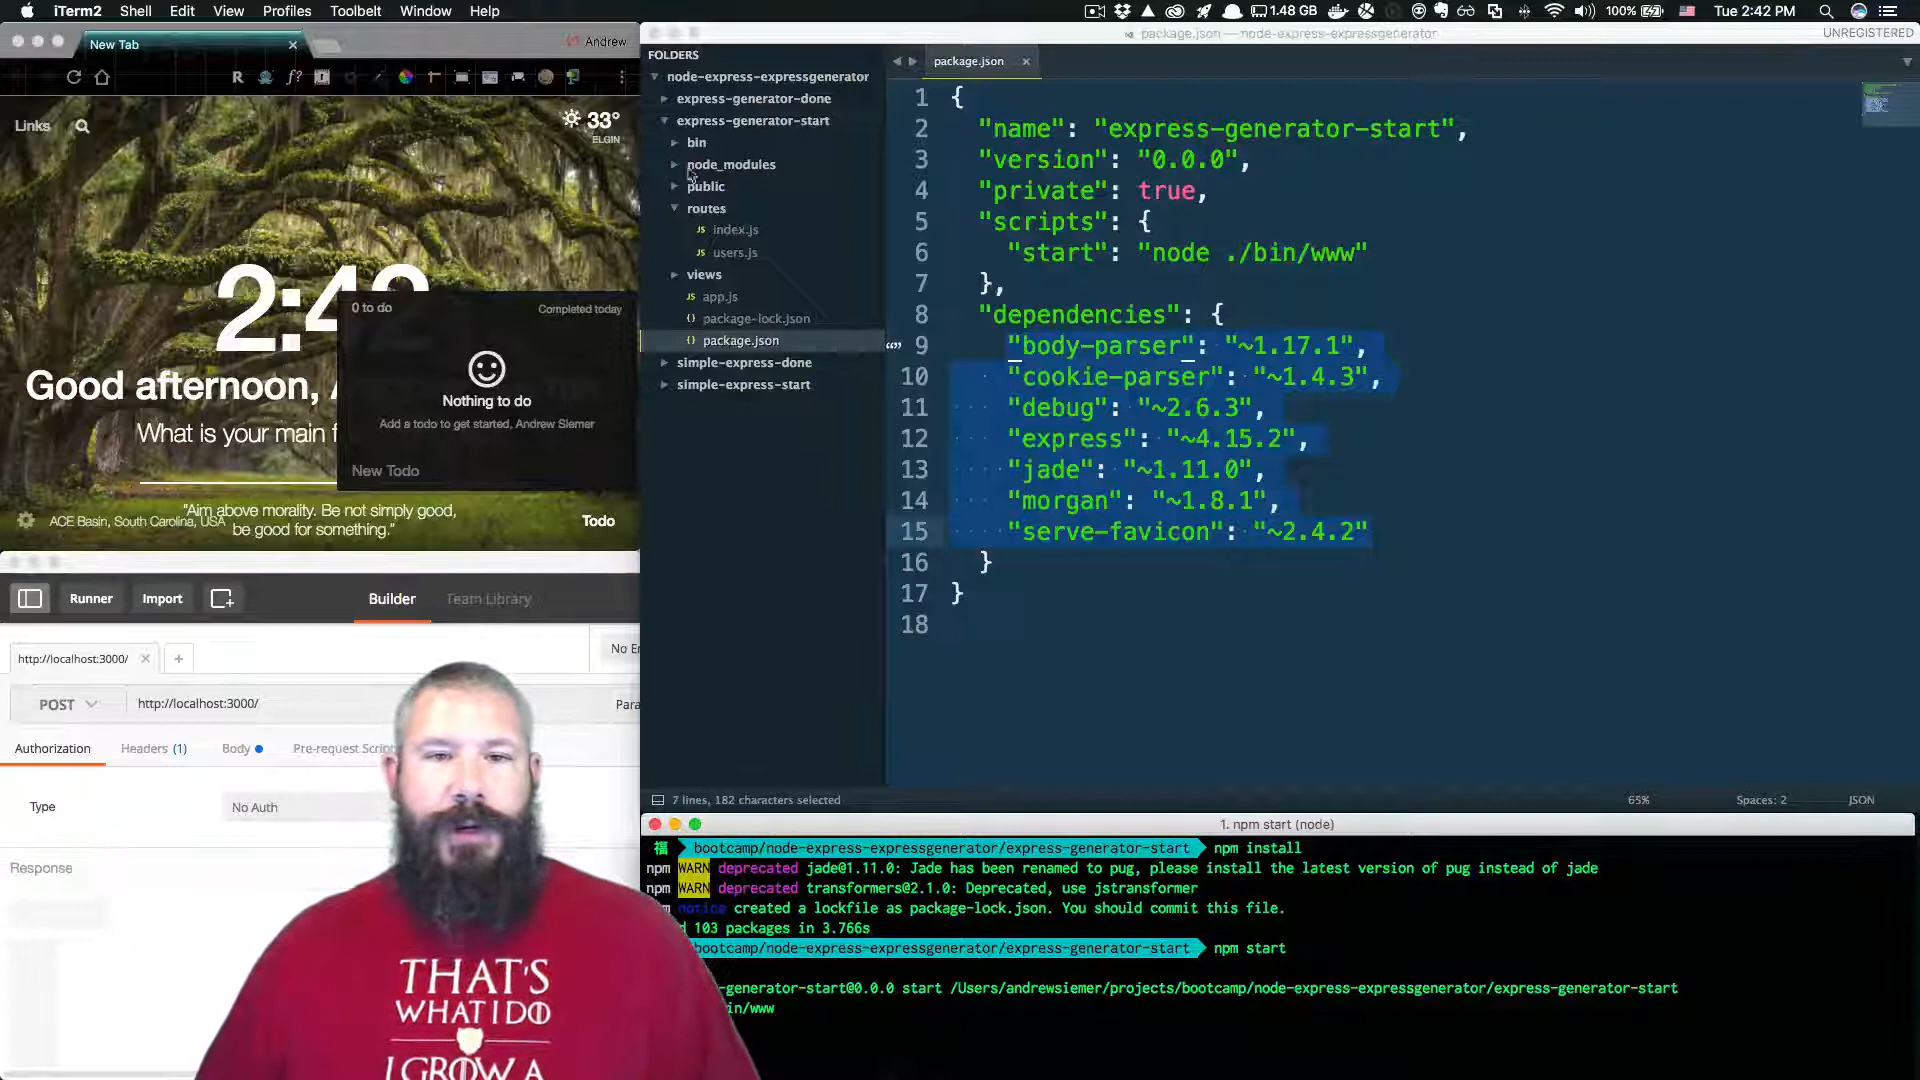 iTerm2 Shell Edit View Profiles Toolbelt Window Help 1.48 GB 100% Tue 2:42 PM
New Tab
Andrew
Links
33°
ELGIN
2:42
Good afternoon, A
What is your main f
0 to do Completed today
Nothing to do
Add a todo to get started, Andrew Siemer
New Todo
ACE Basin, South Carolina, USA
"Aim above morality. Be not simply good,
be good for something."
Todo
Runner Import Builder Team Library
http://localhost:3000/
No En
POST http://localhost:3000/ Para
Authorization Headers (1) Body Pre-request Scrip
Type No Auth
Response
THAT'S
WHAT I DO
I GROW A
package.json — node-express-expressgenerator
UNREGISTERED
FOLDERS
node-express-expressgenerator
express-generator-done
express-generator-start
bin
node_modules
public
routes
index.js
users.js
views
app.js
package-lock.json
package.json
simple-express-done
simple-express-start
package.json
1 {
2 "name": "express-generator-start",
3 "version": "0.0.0",
4 "private": true,
5 "scripts": {
6 "start": "node ./bin/www"
7 },
8 "dependencies": {
9 "body-parser": "~1.17.1",
10 "cookie-parser": "~1.4.3",
11 "debug": "~2.6.3",
12 "express": "~4.15.2",
13 "jade": "~1.11.0",
14 "morgan": "~1.8.1",
15 "serve-favicon": "~2.4.2"
16 }
17 }
18
7 lines, 182 characters selected 65% Spaces: 2 JSON
1. npm start (node)
福 bootcamp/node-express-expressgenerator/express-generator-start npm install
npm WARN deprecated jade@1.11.0: Jade has been renamed to pug, please install the latest version of pug instead of jade
npm WARN deprecated transformers@2.1.0: Deprecated, use jstransformer
m notice created a lockfile as package-lock.json. You should commit this file.
d 103 packages in 3.766s
bootcamp/node-express-expressgenerator/express-generator-start npm start
-generator-start@0.0.0 start /Users/andrewsiemer/projects/bootcamp/node-express-expressgenerator/express-generator-start
in/www